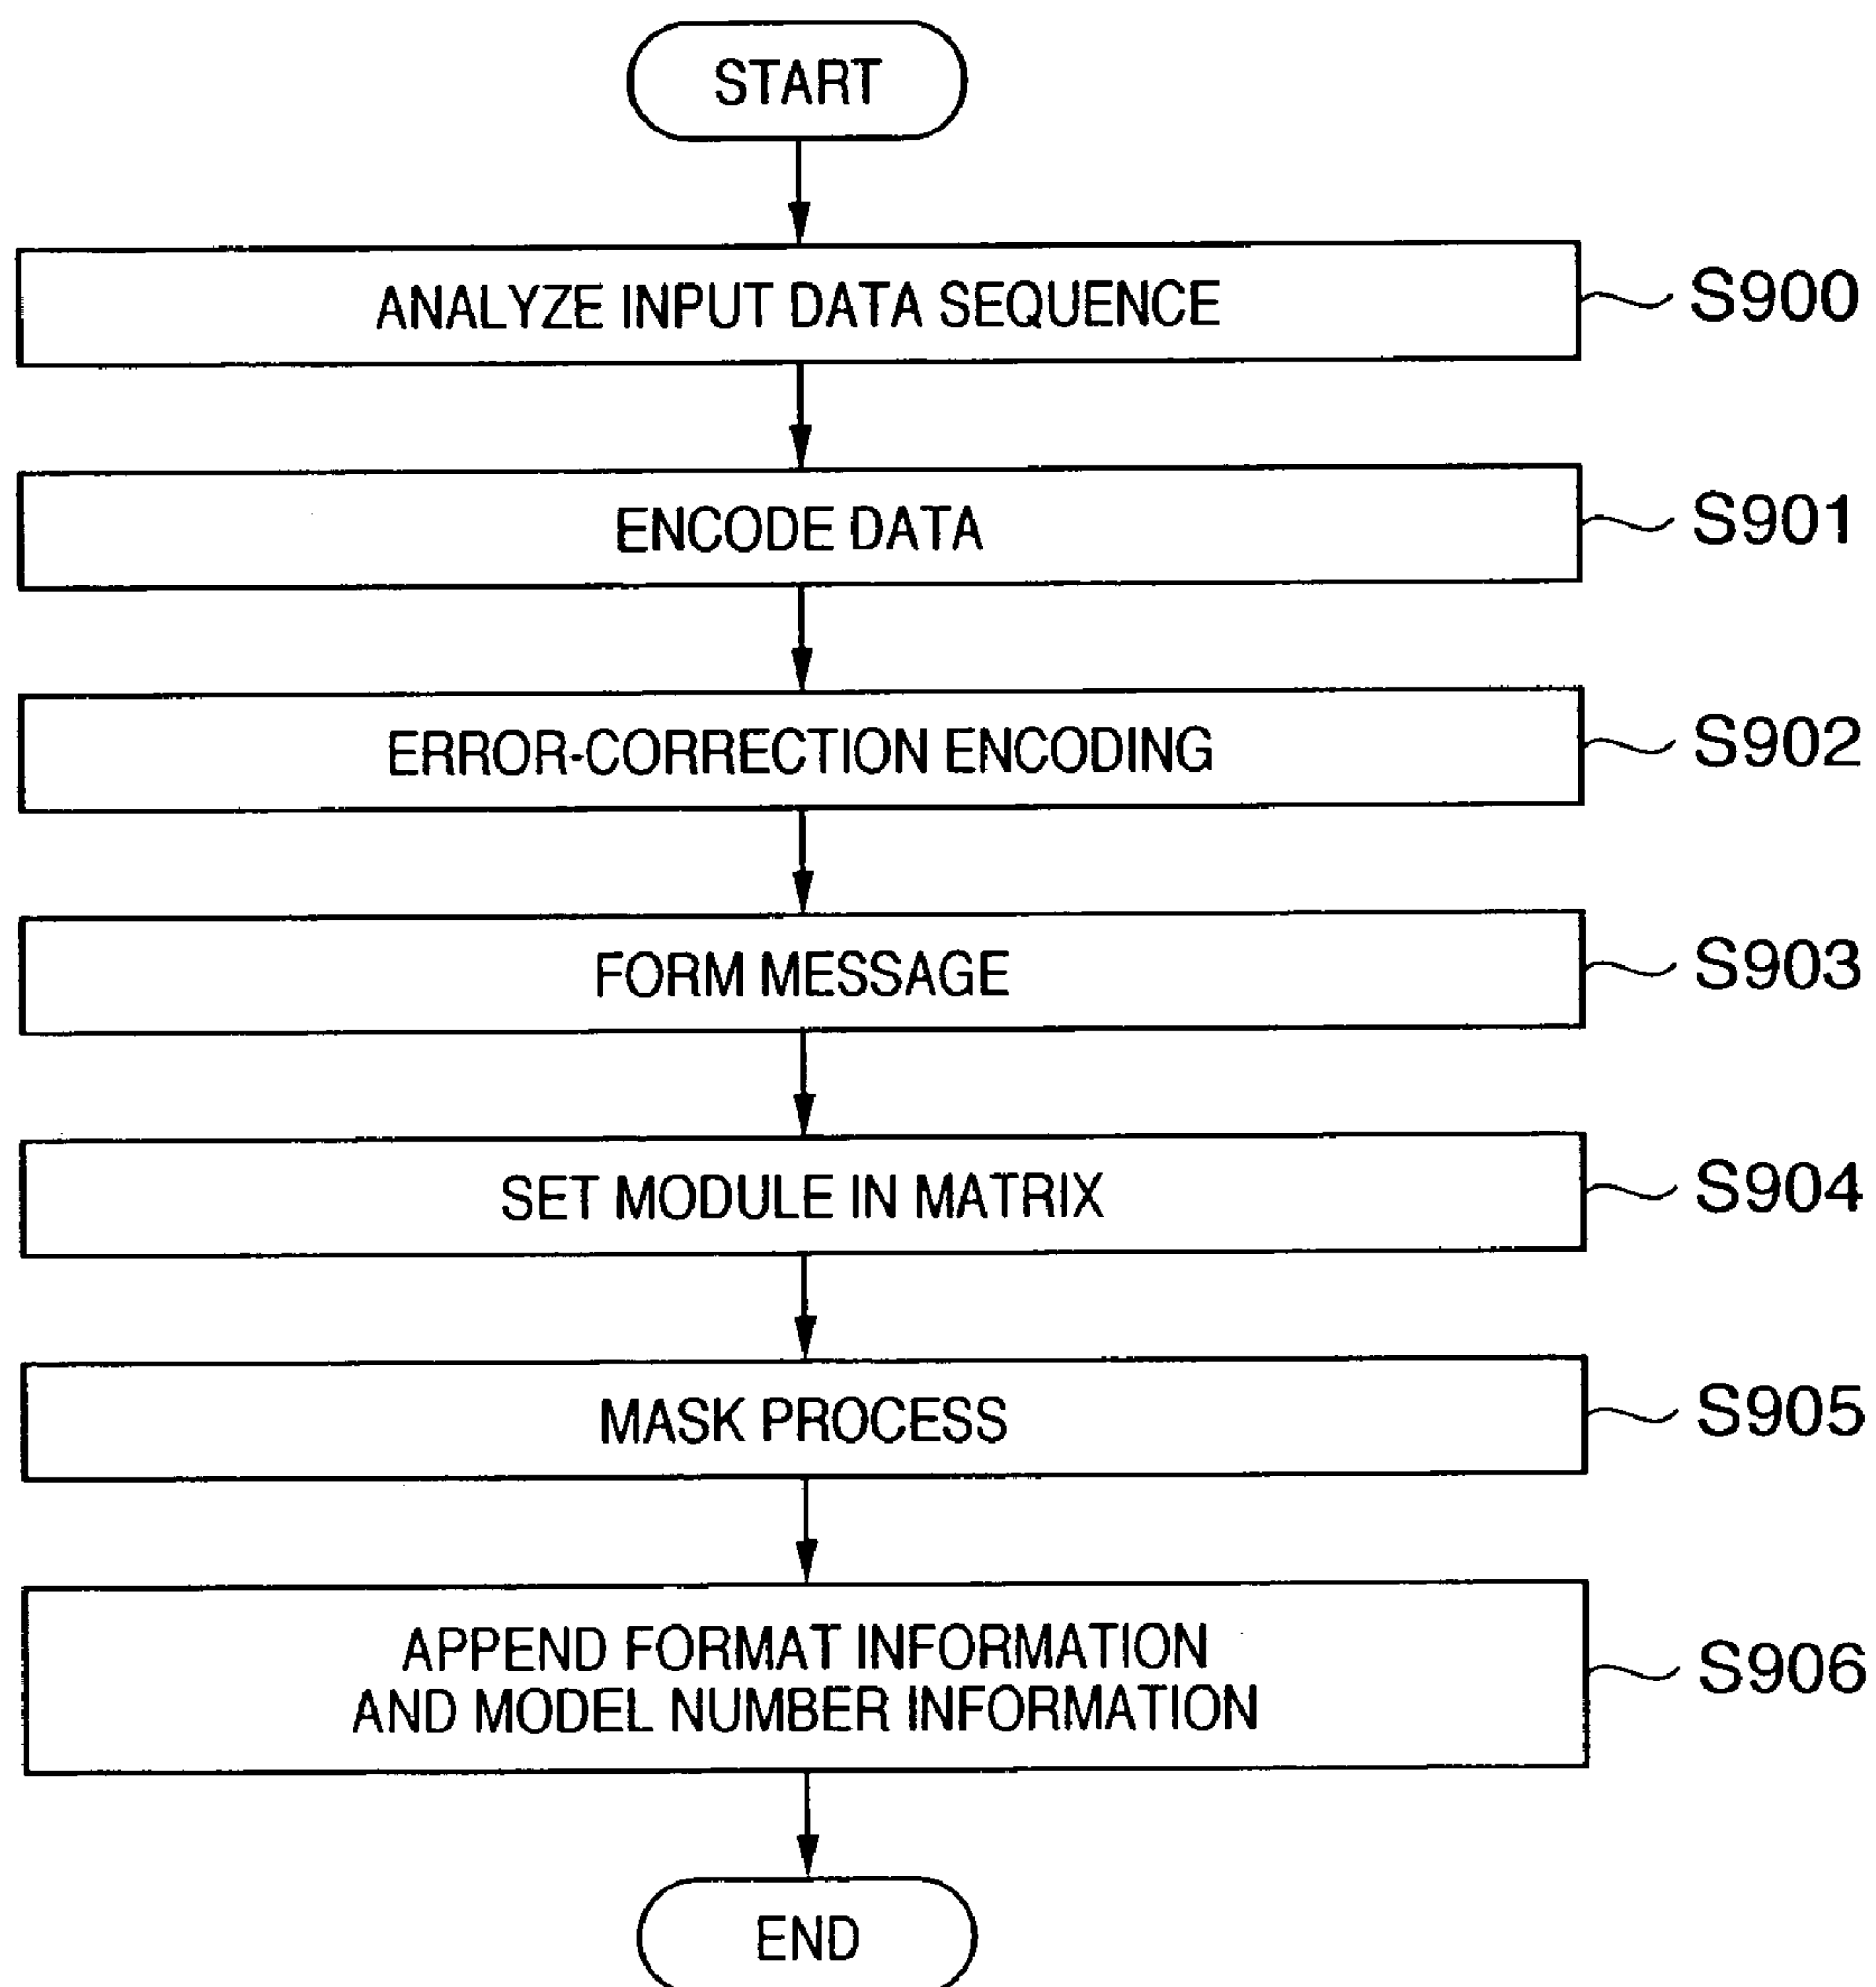 START
ANALYZE INPUT DATA SEQUENCE
S900
ENCODE DATA
S901
ERROR-CORRECTION ENCODING
S902
FORM MESSAGE
S903
SET MODULE IN MATRIX
S904
MASK PROCESS
S905
APPEND FORMAT INFORMATION
AND MODEL NUMBER INFORMATION
S906
END